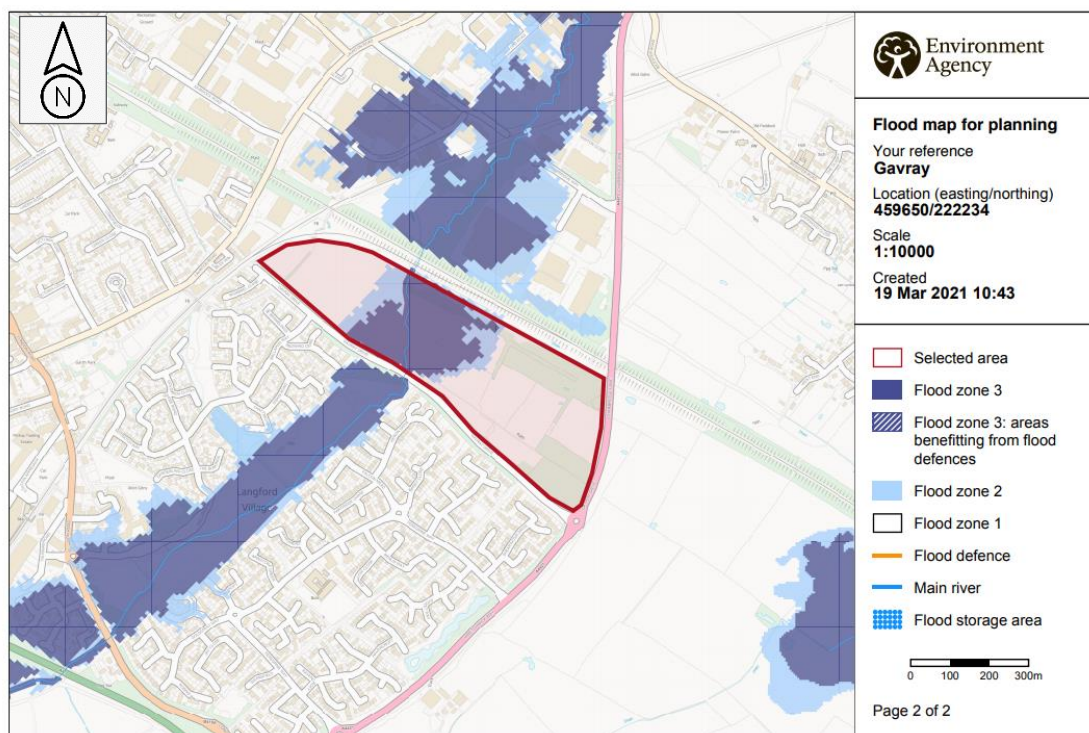 N
Langford
Village
Environment
Agency
Flood map for planning
Your reference
Gavray
Location (easting/northing)
459650/222234
Scale
1:10000
Created
19 Mar 2021 10:43
Selected area
Flood zone 3
Flood zone 3: areas
benefitting from flood
defences
Flood zone 2
Flood zone 1
Flood defence
Main river
Flood storage area
0 100 200 300m
Page 2 of 2